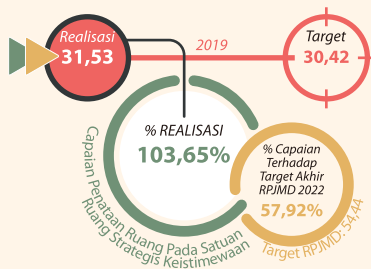 Realisasi
31,53
2019
Target
30,42
% REALISASI
103,65%
Capaian Penataan Ruang Pada Satuan
Ruang Strategis Keistimewaan
% Capaian
Terhadap
Target Akhir
RPJMD 2022
57,92%
Target RPJMD: 54,44